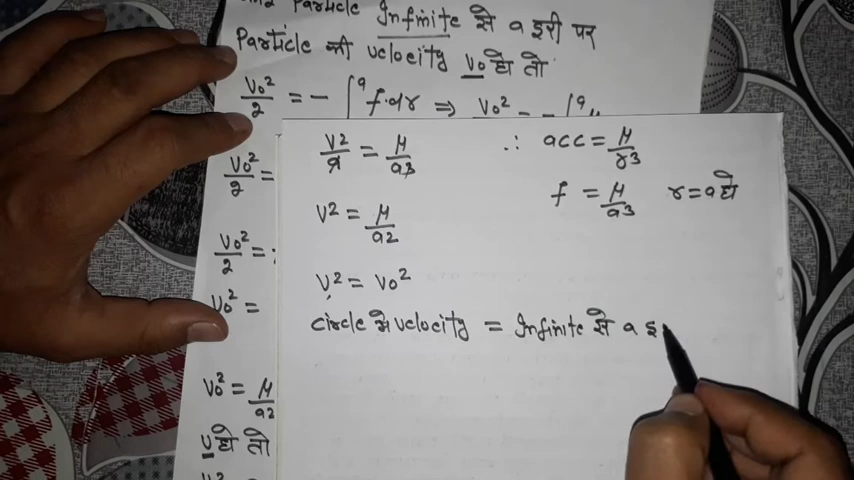 Particle Infinite से a इरी पर
Particle की velocity v0 है तो
v0²/2 = - ∫^a f.dr ⇒ v0² = - ∫^a
v0²/2 =
v0²/2 =
v0² =
v0² = μ/a2
v है तो
v2/a = μ/a3 ∴ acc = μ/r3
f = μ/a3 r=a है
v2 = μ/a2
v2 = v02
circle मे velocity = Infinite से a इ